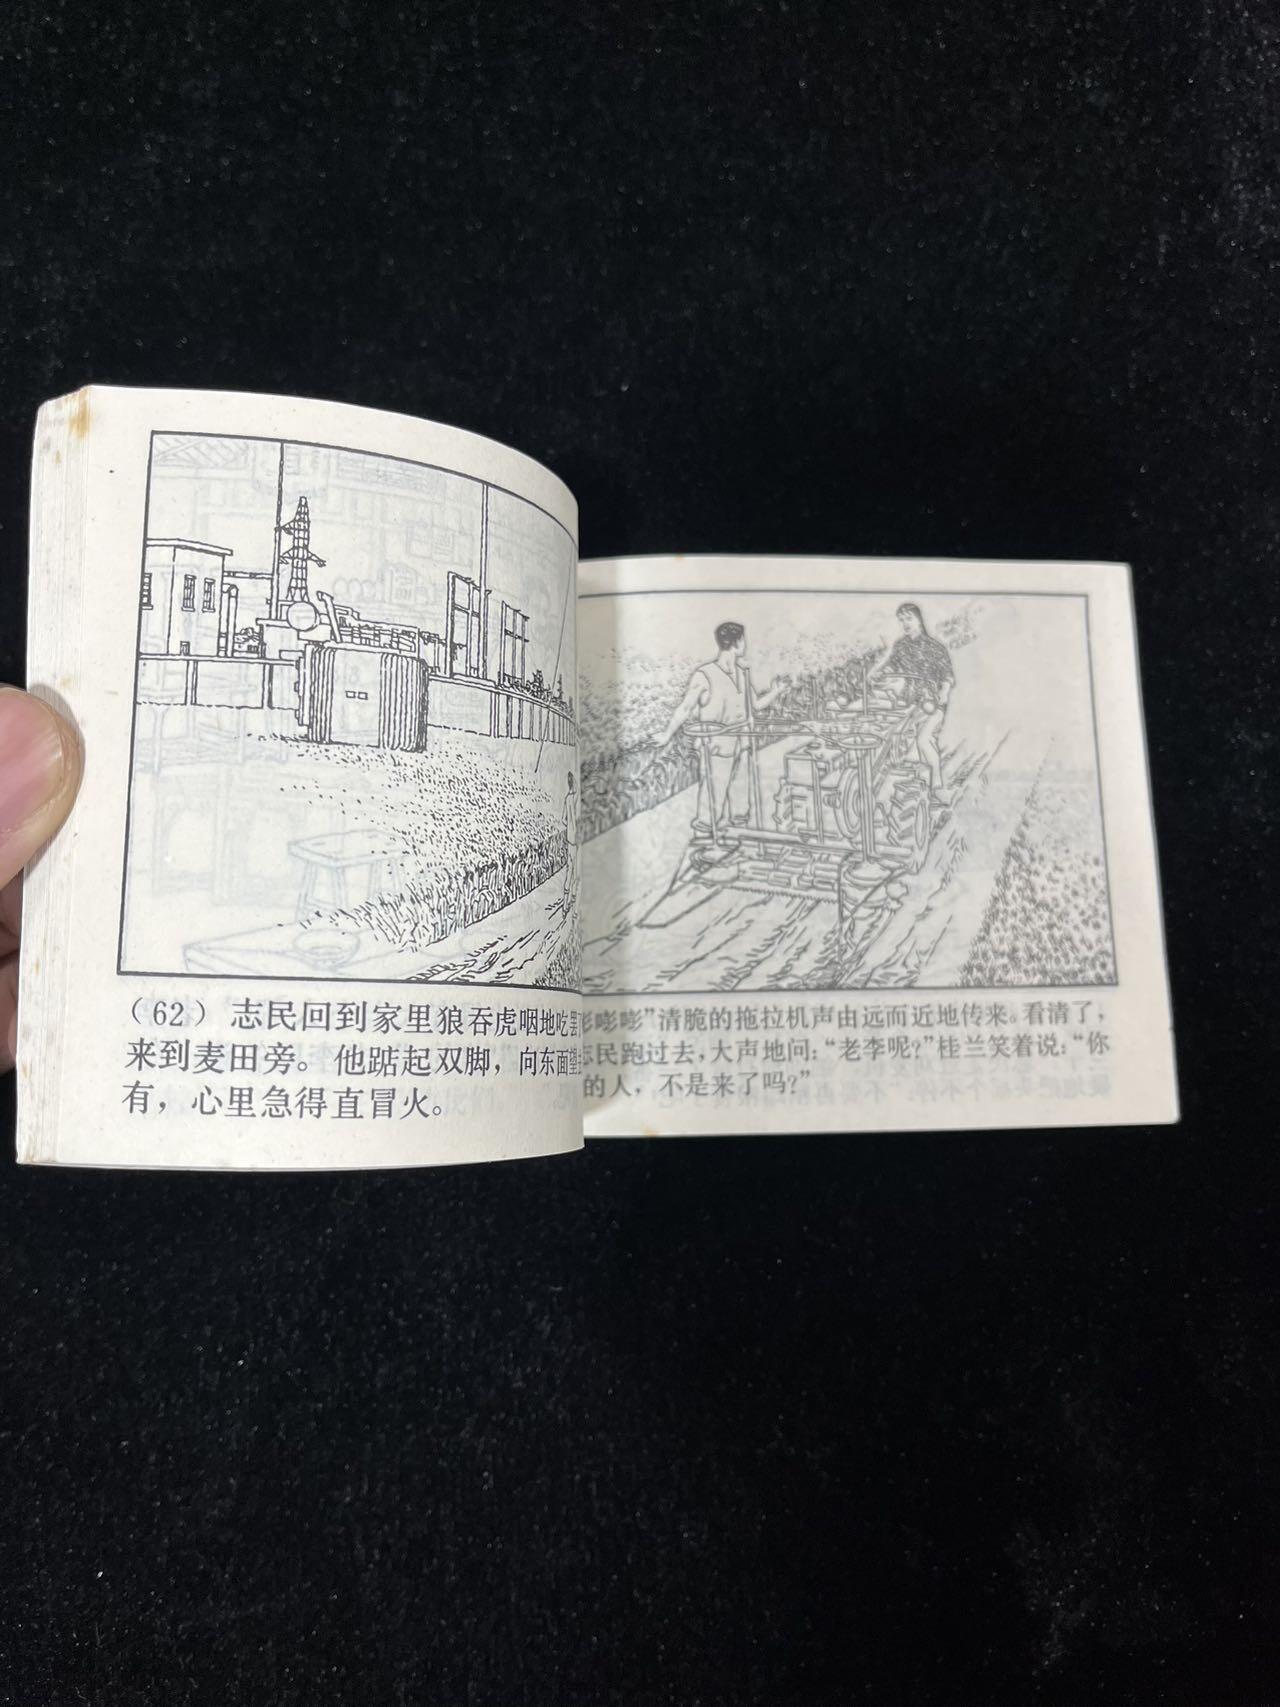 (62) 志民回到家里狼吞虎咽地吃罢
来到麦田旁。他踮起双脚，向东面望
有，心里急得直冒火。
嘭嘭”清脆的拖拉机声由远而近地传来。看清了，
志民跑过去，大声地问：“老李呢？”桂兰笑着说：“你
的人，不是来了吗？”